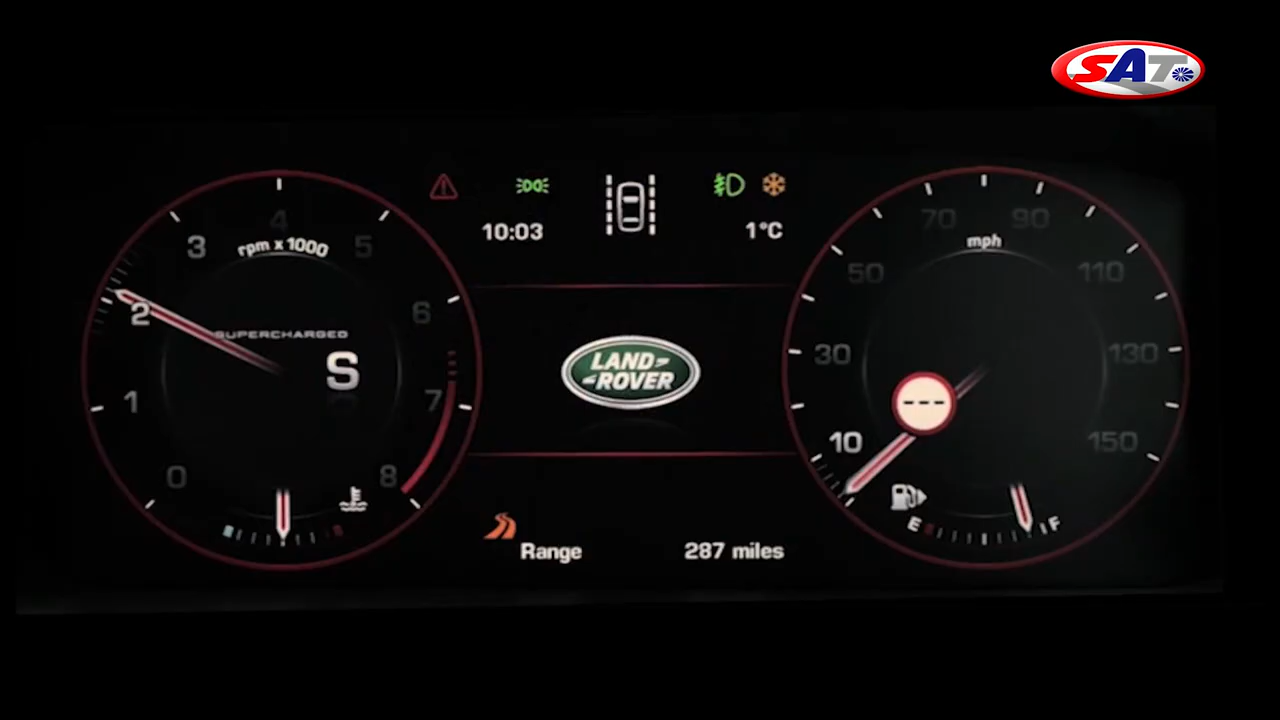 SAT
10:03
1°C
rpm x 1000
0
1
2
3
4
5
6
7
8
SUPERCHARGED
S
LAND
ROVER
mph
10
30
50
70
90
110
130
150
---
E
F
Range 287 miles